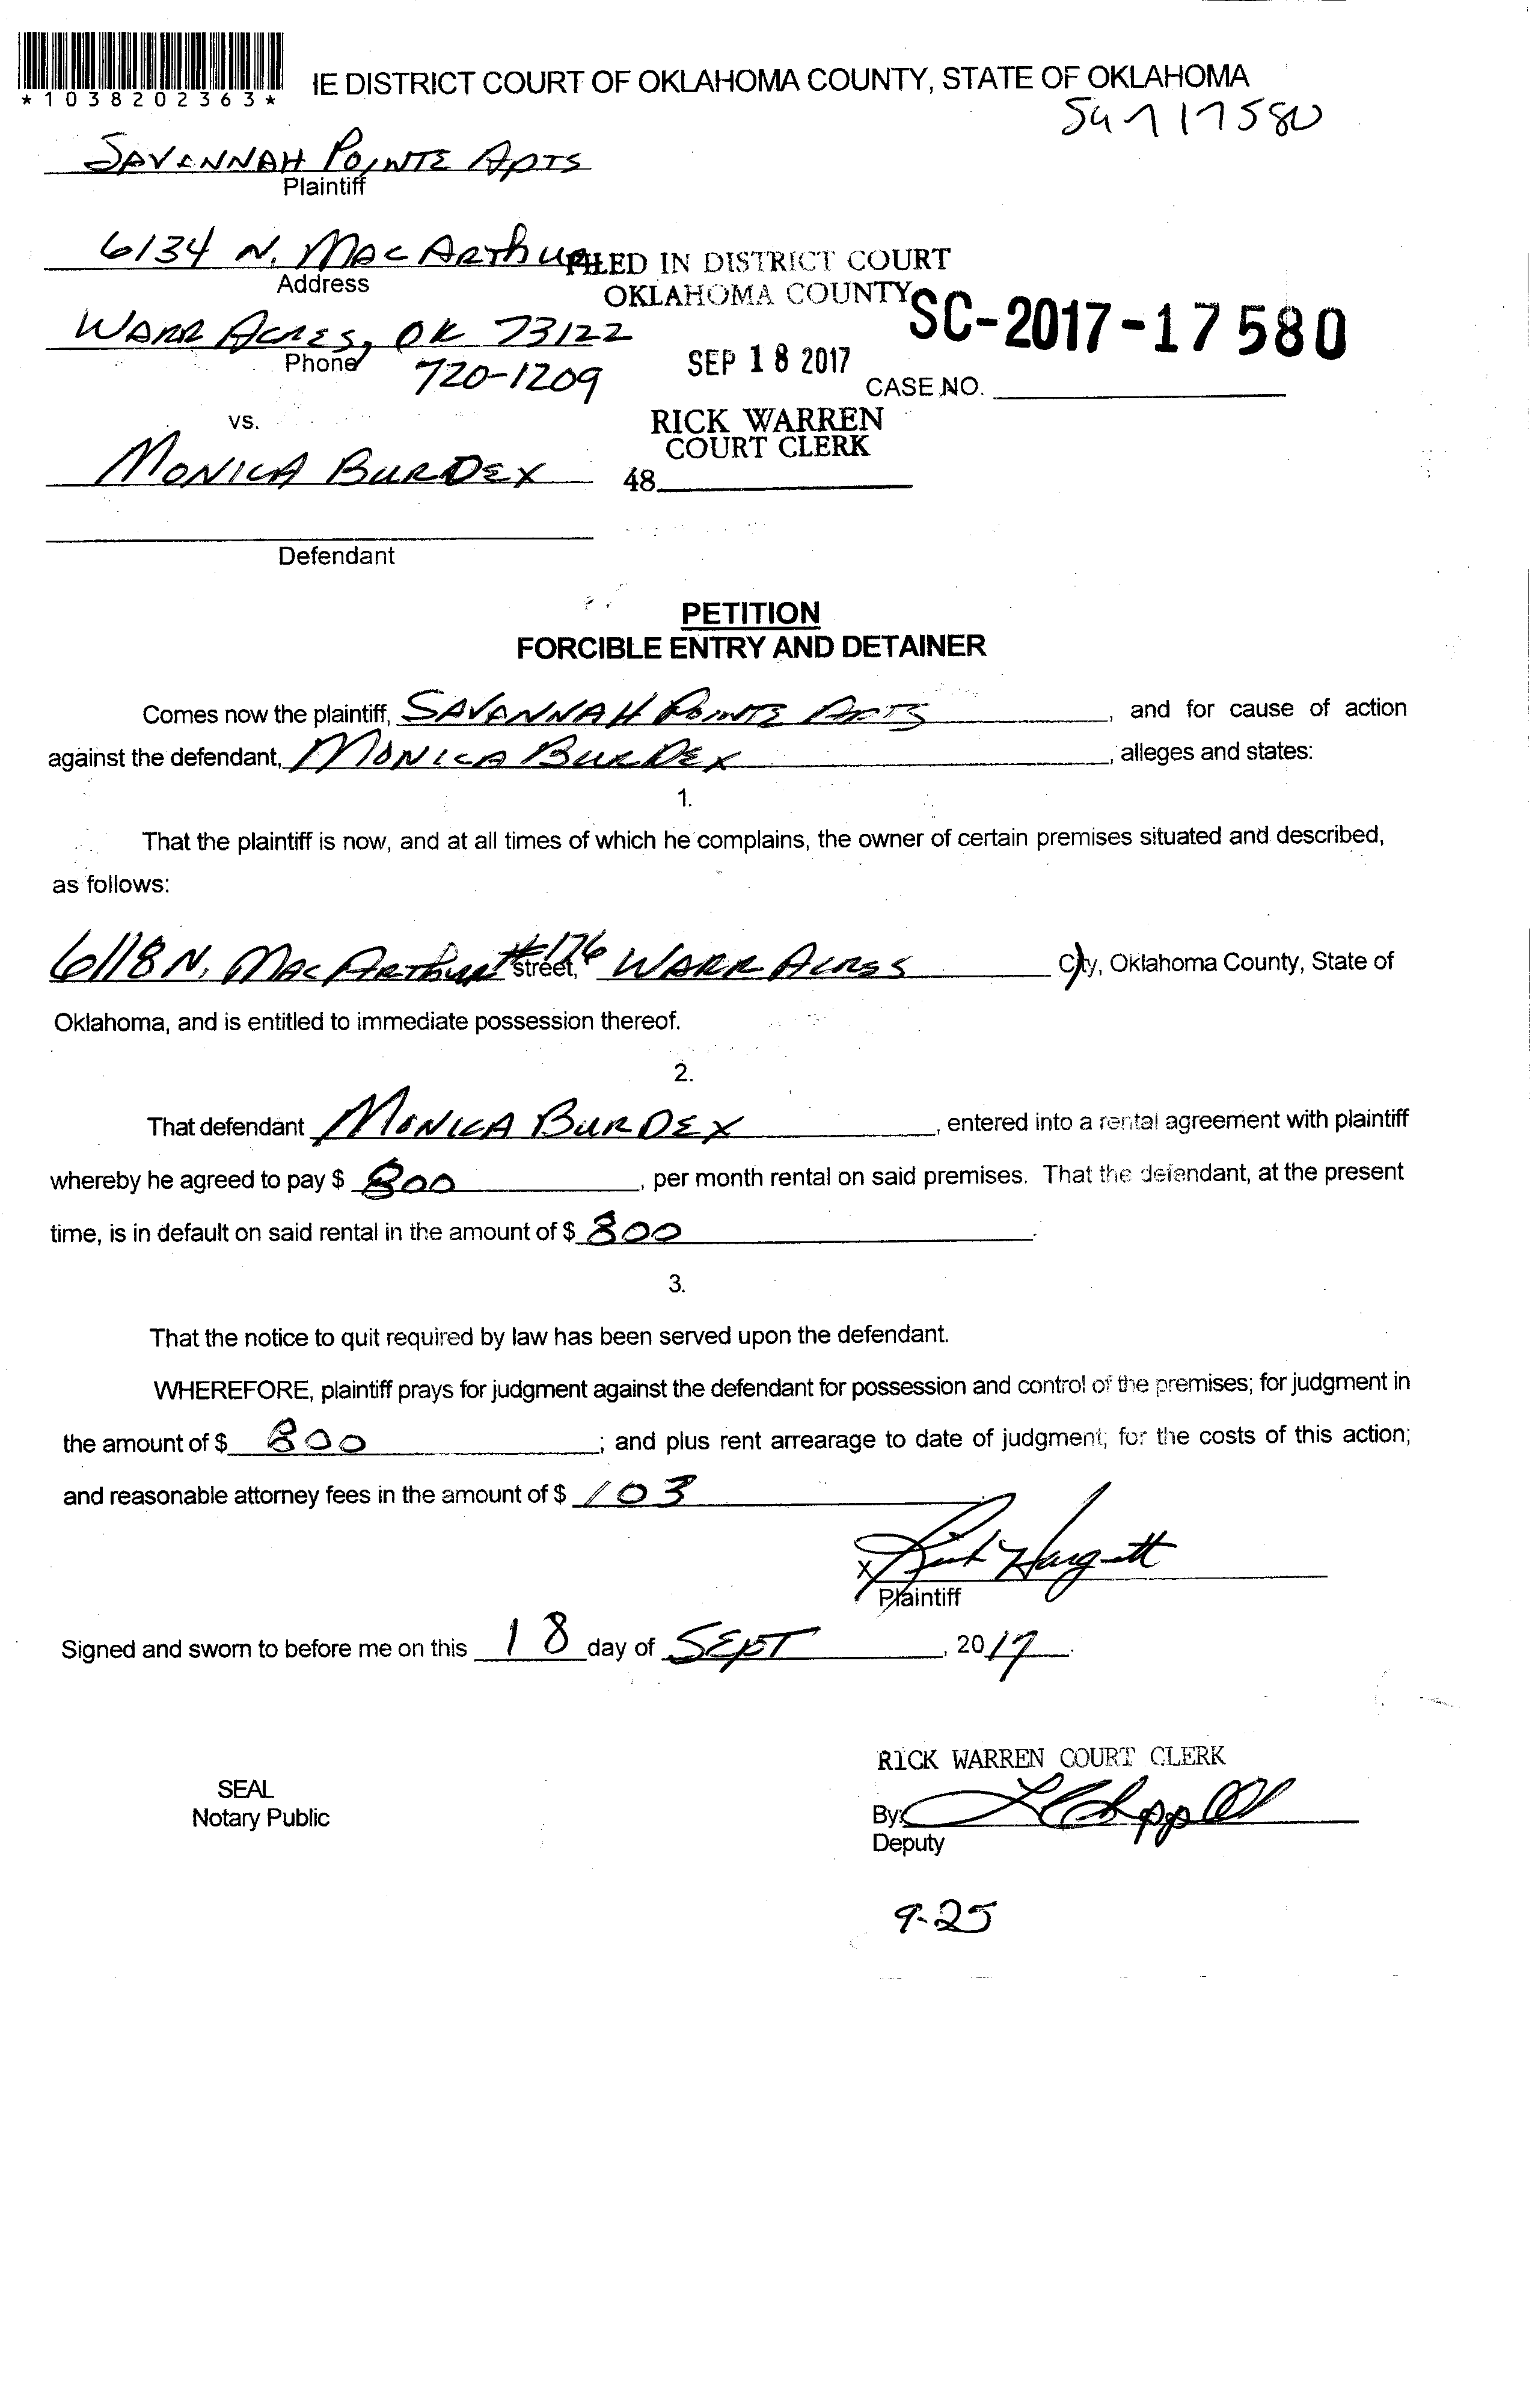 *1038202363*
IE DISTRICT COURT OF OKLAHOMA COUNTY, STATE OF OKLAHOMA
17580
SAVANNAH POINTE APTS
Plaintiff
6134 N. MACARTHUR
FILED IN DISTRICT COURT
Address
OKLAHOMA COUNTY
SC-2017-17580
WARR ACRES, OK 73122
Phone
720-1209
SEP 18 2017
CASE NO.
vs.
RICK WARREN
COURT CLERK
MONICA BURDEX
48
Defendant
PETITION
FORCIBLE ENTRY AND DETAINER
Comes now the plaintiff, SAVANNAH POINTE APTS, and for cause of action
against the defendant, MONICA BURDEX, alleges and states:
1.
That the plaintiff is now, and at all times of which he complains, the owner of certain premises situated and described,
as follows:
6118 N. MACARTHUR #176 street, WARR ACRES City, Oklahoma County, State of
Oklahoma, and is entitled to immediate possession thereof.
2.
That defendant MONICA BURDEX, entered into a rental agreement with plaintiff
whereby he agreed to pay $ 800, per month rental on said premises. That the defendant, at the present
time, is in default on said rental in the amount of $ 800.
3.
That the notice to quit required by law has been served upon the defendant.
WHEREFORE, plaintiff prays for judgment against the defendant for possession and control of the premises; for judgment in
the amount of $ 800; and plus rent arrearage to date of judgment; for the costs of this action;
and reasonable attorney fees in the amount of $ 103
X
Plaintiff
Signed and sworn to before me on this 18 day of SEPT, 2017.
RICK WARREN COURT CLERK
SEAL
Notary Public
By:
Deputy
9-25